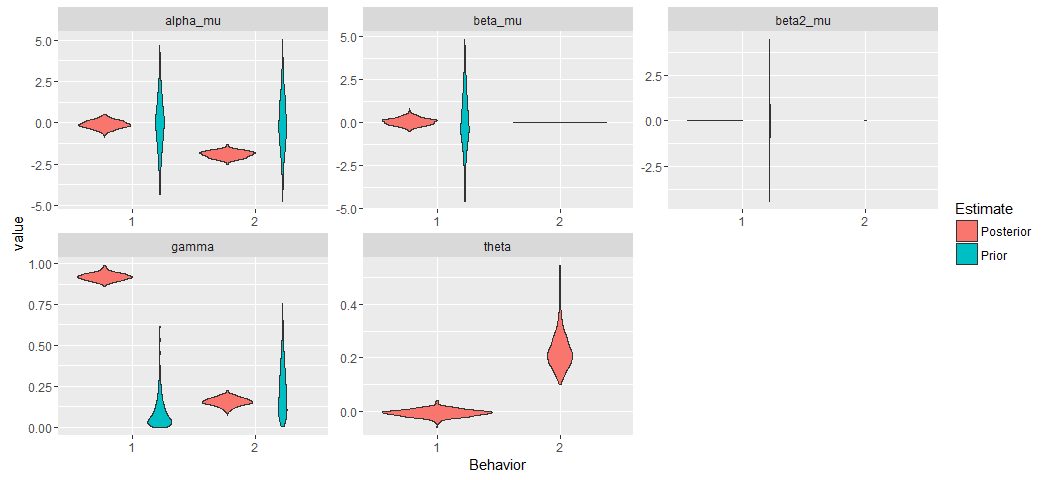 alpha_mu beta_mu beta2_mu
5.0 5.0
2.5 2.5 2.5
0.0 0.0 0.0
-2.5 -2.5 -2.5
-5.0 -5.0
1 2 1 2 1 2
value
gamma theta
1.00
0.75 0.4
0.50
0.25 0.2
0.00 0.0
1 2 1 2
Behavior
Estimate
Posterior
Prior